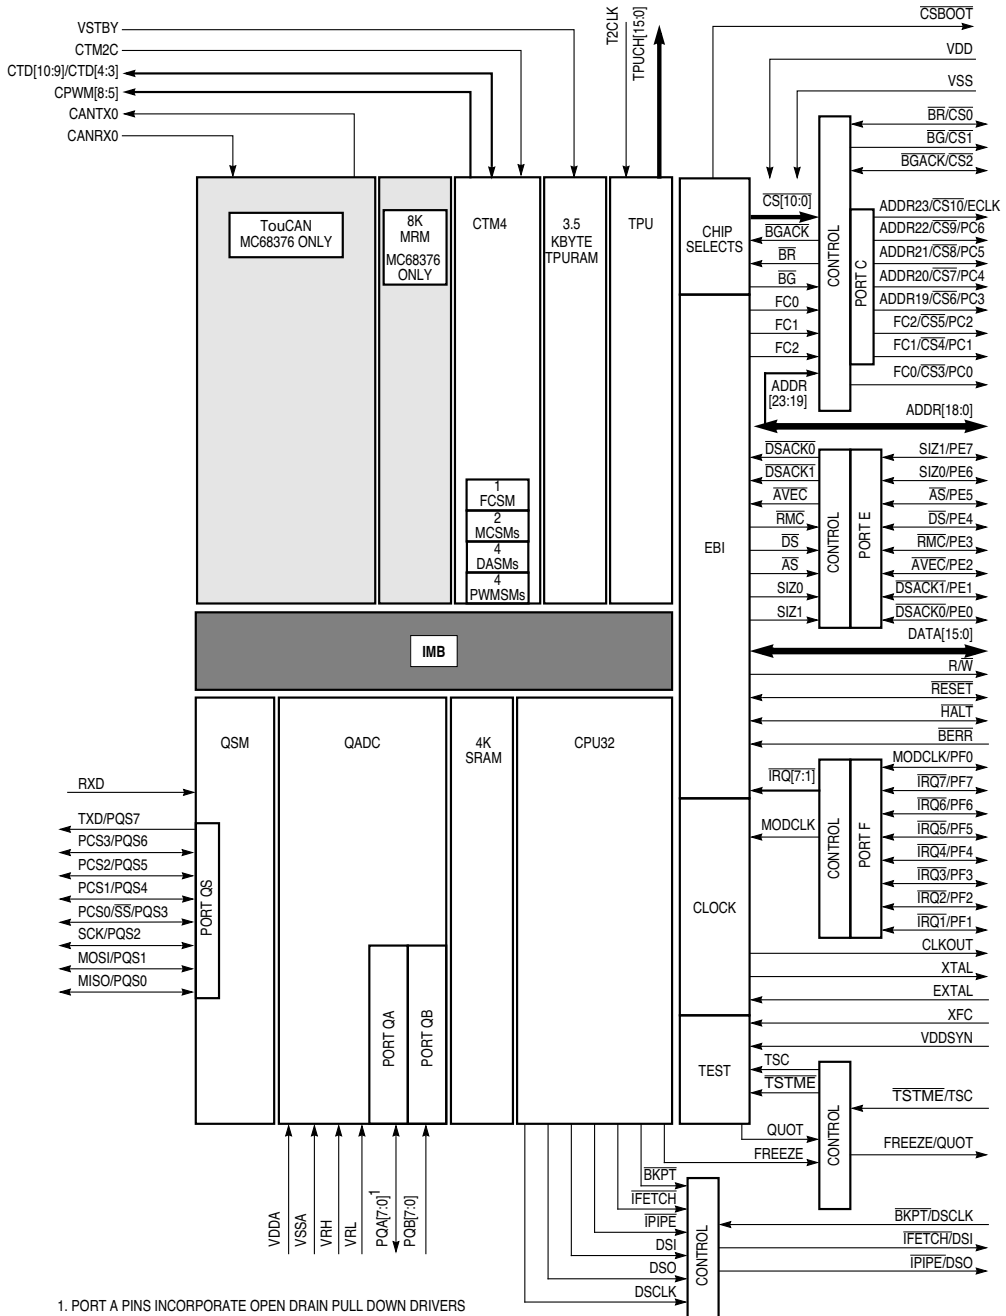 VSTBY
CTM2C
CTD[10:9]/CTD[4:3]
CPWM[8:5]
CANTX0
CANRX0
T2CLK
TPUCH[15:0]
CSBOOT
VDD
VSS
BR/CS0
BG/CS1
BGACK/CS2
TouCAN
MC68376 ONLY
8K
MRM
MC68376
ONLY
CTM4
3.5
KBYTE
TPURAM
TPU
CHIP
SELECTS
CS[10:0]
BGACK
BR
BG
FC0
FC1
FC2
ADDR
[23:19]
CONTROL
PORT C
ADDR23/CS10/ECLK
ADDR22/CS9/PC6
ADDR21/CS8/PC5
ADDR20/CS7/PC4
ADDR19/CS6/PC3
FC2/CS5/PC2
FC1/CS4/PC1
FC0/CS3/PC0
ADDR[18:0]
1
FCSM
2
MCSMs
4
DASMs
4
PWMSMs
EBI
DSACK0
DSACK1
AVEC
RMC
DS
AS
SIZ0
SIZ1
CONTROL
PORT E
SIZ1/PE7
SIZ0/PE6
AS/PE5
DS/PE4
RMC/PE3
AVEC/PE2
DSACK1/PE1
DSACK0/PE0
DATA[15:0]
IMB
R/W
RESET
HALT
BERR
QSM
QADC
4K
SRAM
CPU32
RXD
TXD/PQS7
PCS3/PQS6
PCS2/PQS5
PCS1/PQS4
PCS0/SS/PQS3
SCK/PQS2
MOSI/PQS1
MISO/PQS0
PORT QS
PORT QA
PORT QB
IRQ[7:1]
MODCLK
CONTROL
PORT F
MODCLK/PF0
IRQ7/PF7
IRQ6/PF6
IRQ5/PF5
IRQ4/PF4
IRQ3/PF3
IRQ2/PF2
IRQ1/PF1
CLOCK
CLKOUT
XTAL
EXTAL
XFC
VDDSYN
TEST
TSC
TSTME
QUOT
FREEZE
CONTROL
TSTME/TSC
FREEZE/QUOT
VDDA
VSSA
VRH
VRL
PQA[7:0]1
PQB[7:0]
BKPT
IFETCH
IPIPE
DSI
DSO
DSCLK
CONTROL
BKPT/DSCLK
IFETCH/DSI
IPIPE/DSO
1. PORT A PINS INCORPORATE OPEN DRAIN PULL DOWN DRIVERS